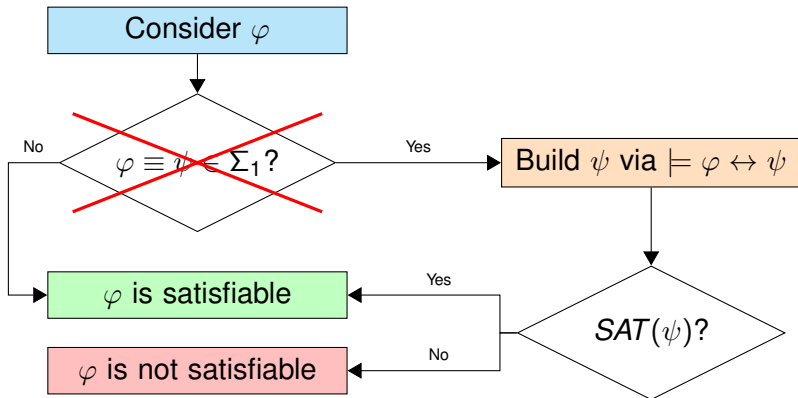 Consider φ
No
φ ≡ ψ ∈ Σ₁?
Yes
Build ψ via ⊨ φ ↔ ψ
φ is satisfiable
Yes
SAT(ψ)?
No
φ is not satisfiable